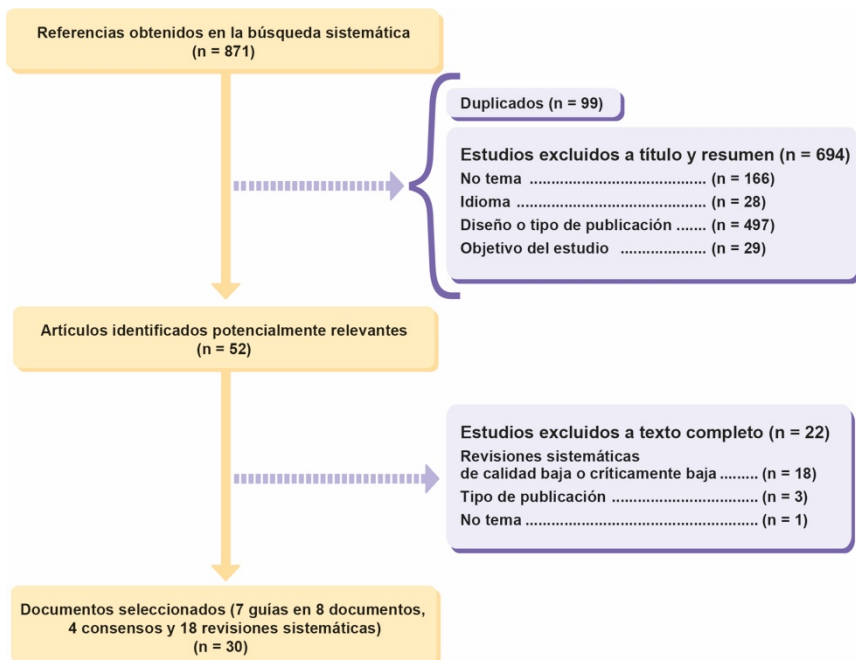 Referencias obtenidos en la búsqueda sistemática
(n = 871)
Duplicados (n = 99)
Estudios excluidos a título y resumen (n = 694)
No tema .......................................... (n = 166)
Idioma ............................................. (n = 28)
Diseño o tipo de publicación ....... (n = 497)
Objetivo del estudio .................... (n = 29)
Artículos identificados potencialmente relevantes
(n = 52)
Estudios excluidos a texto completo (n = 22)
Revisiones sistemáticas
de calidad baja o críticamente baja ......... (n = 18)
Tipo de publicación ................................... (n = 3)
No tema ........................................................ (n = 1)
Documentos seleccionados (7 guías en 8 documentos,
4 consensos y 18 revisiones sistemáticas)
(n = 30)